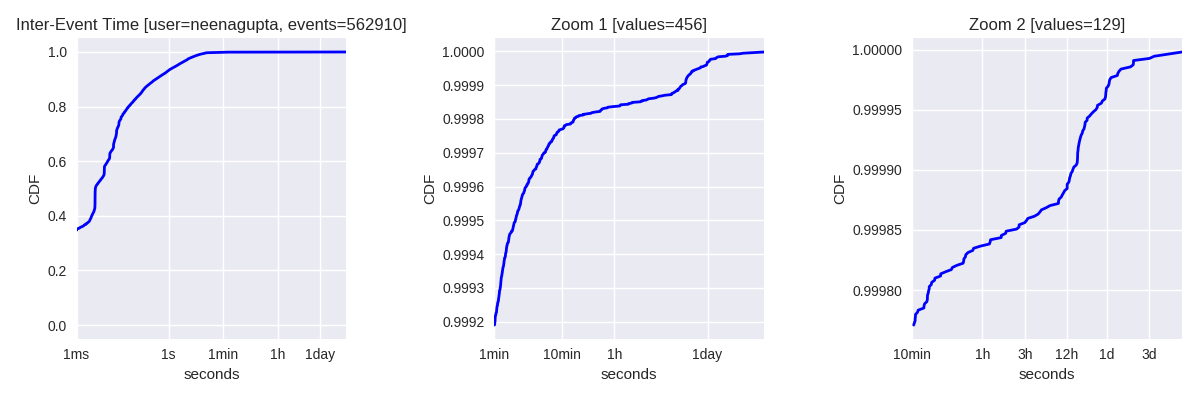 Inter-Event Time [user=neenagupta, events=562910]
CDF
1.0
0.8
0.6
0.4
0.2
0.0
1ms 1s 1min 1h 1day
seconds
Zoom 1 [values=456]
CDF
1.0000
0.9999
0.9998
0.9997
0.9996
0.9995
0.9994
0.9993
0.9992
1min 10min 1h 1day
seconds
Zoom 2 [values=129]
CDF
1.00000
0.99995
0.99990
0.99985
0.99980
10min 1h 3h 12h 1d 3d
seconds